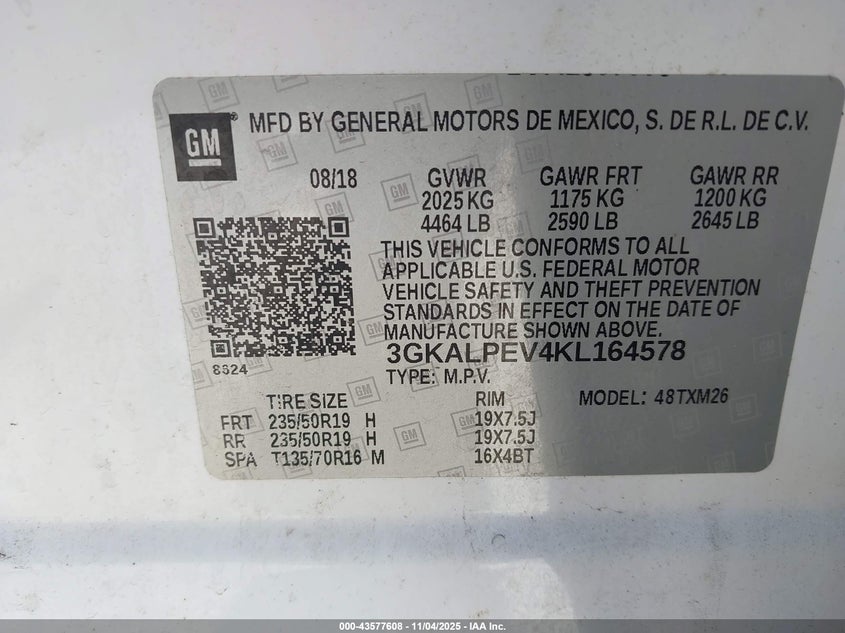 GM
MFD BY GENERAL MOTORS DE MEXICO, S. DE R.L. DE C.V.
08/18 GVWR GAWR FRT GAWR RR
2025 KG 1175 KG 1200 KG
4464 LB 2590 LB 2645 LB
THIS VEHICLE CONFORMS TO ALL
APPLICABLE U.S. FEDERAL MOTOR
VEHICLE SAFETY AND THEFT PREVENTION
STANDARDS IN EFFECT ON THE DATE OF
MANUFACTURE SHOWN ABOVE.
3GKALPEV4KL164578
8624
TYPE: M.P.V.
TIRE SIZE RIM MODEL: 48TXM26
FRT 235/50R19 H 19X7.5J
RR 235/50R19 H 19X7.5J
SPA T135/70R16 M 16X4BT
000-43577608 - 11/04/2025 - IAA Inc.